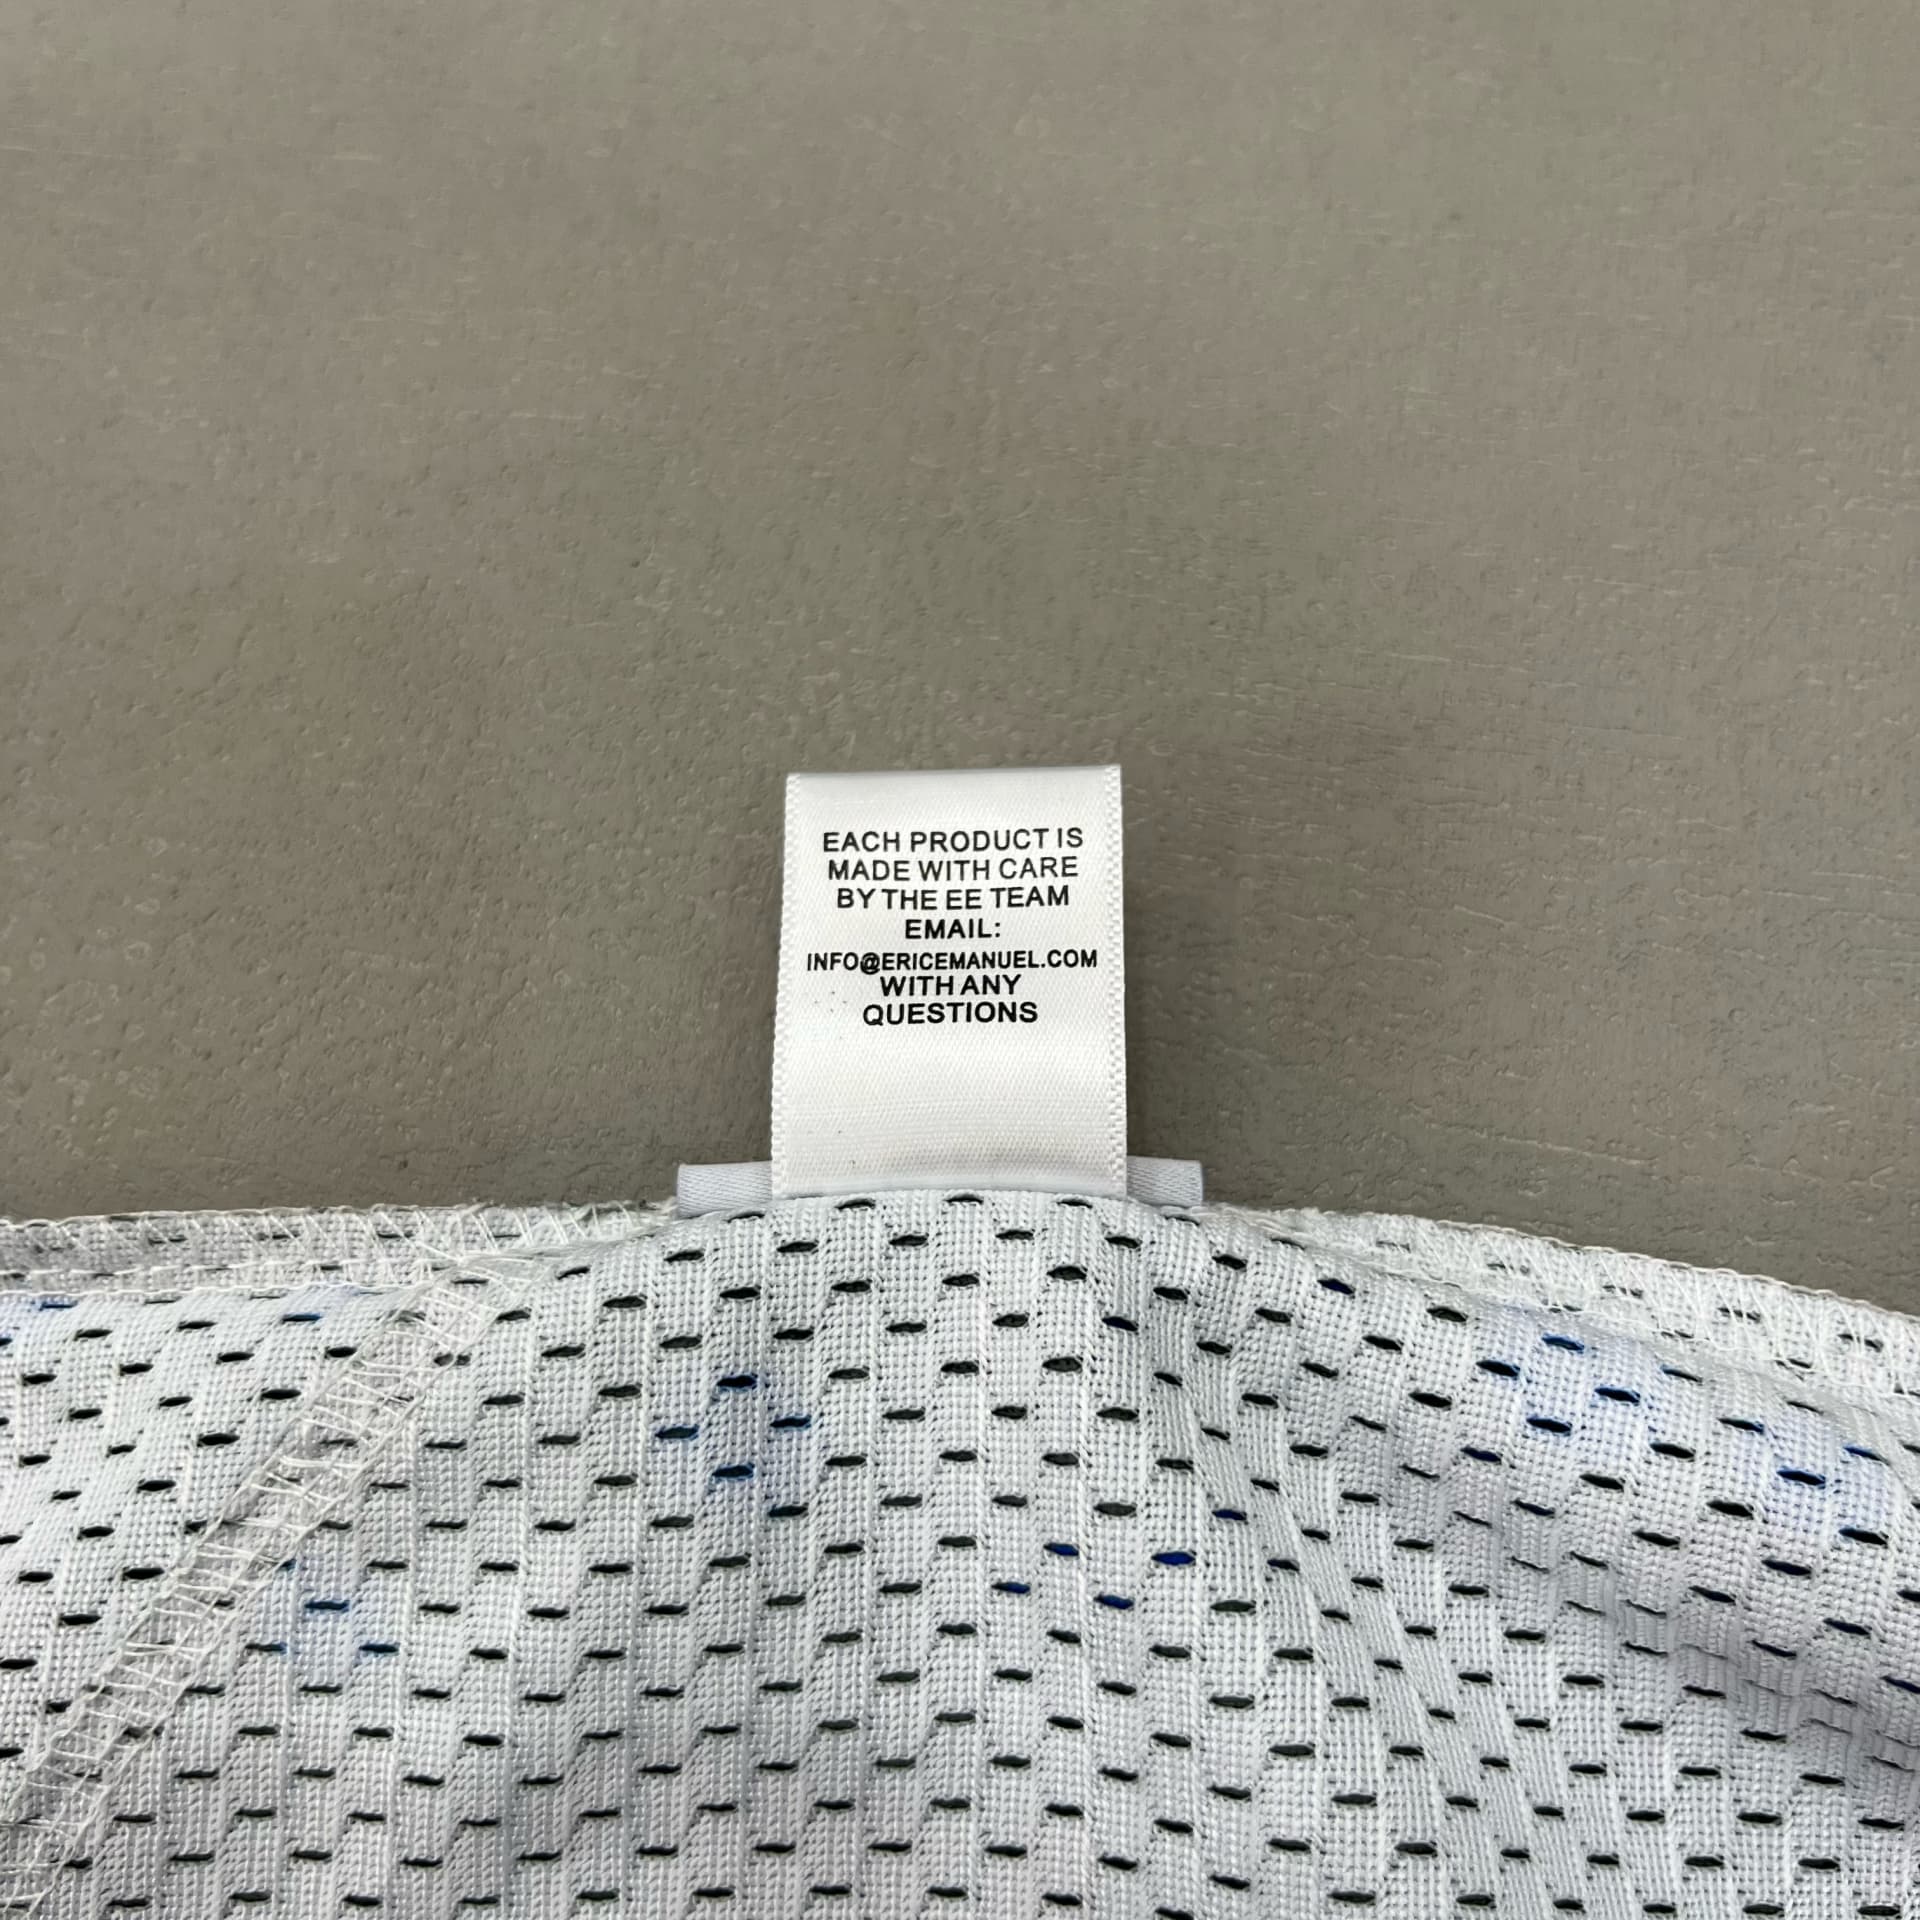 EACH PRODUCT IS
MADE WITH CARE
BY THE EE TEAM
EMAIL:
INFO@ERICEMANUEL.COM
WITH ANY
QUESTIONS